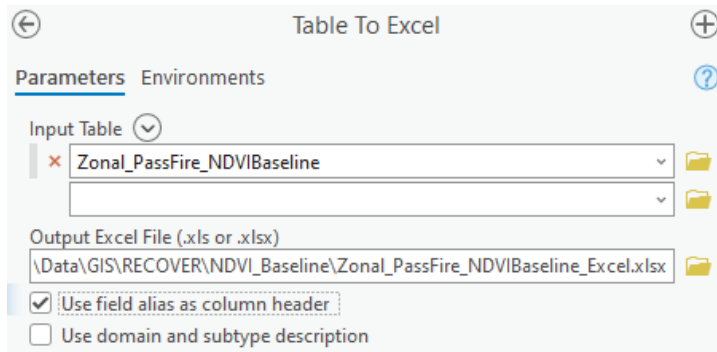 Table To Excel
Parameters Environments
Input Table
Zonal_PassFire_NDVIBaseline
Output Excel File (.xls or .xlsx)
\Data\GIS\RECOVER\NDVI_Baseline\Zonal_PassFire_NDVIBaseline_Excel.xlsx
Use field alias as column header
Use domain and subtype description